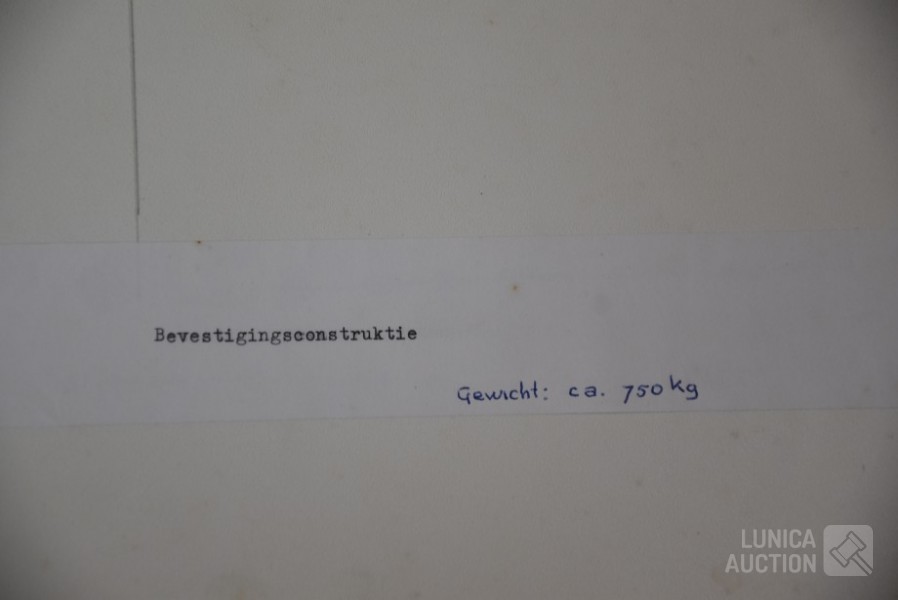 Bevestigingsconstruktie
Gewicht: ca. 750 kg
LUNICA
AUCTION